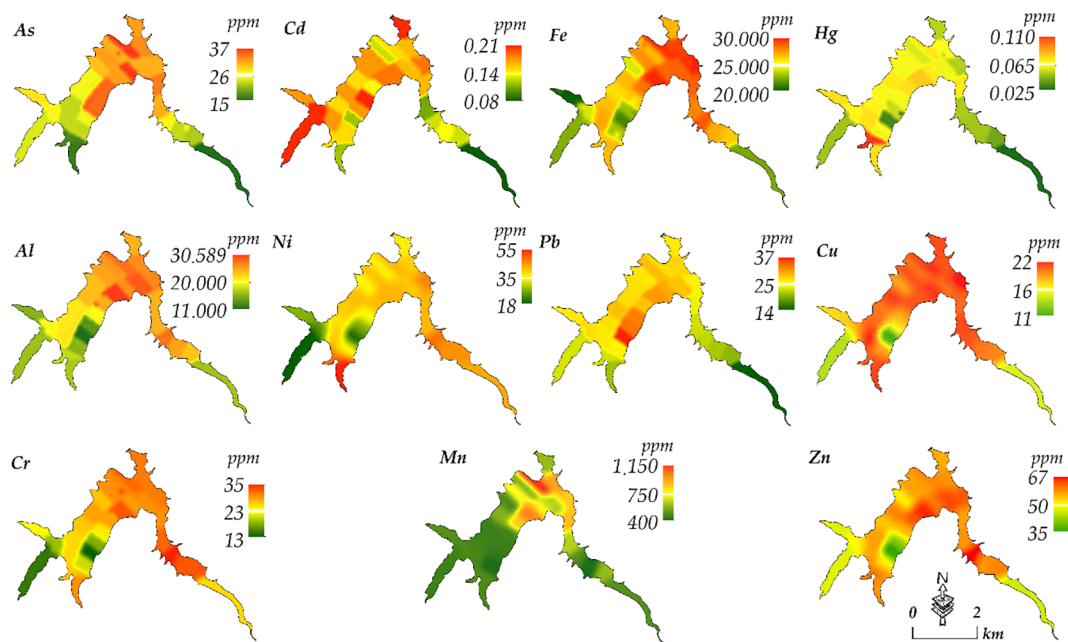 As
ppm
37
26
15
Cd
ppm
0.21
0.14
0.08
Fe
ppm
30.000
25.000
20.000
Hg
ppm
0.110
0.065
0.025
Al
ppm
30.589
20.000
11.000
Ni
ppm
55
35
18
Pb
ppm
37
25
14
Cu
ppm
22
16
11
Cr
ppm
35
23
13
Mn
ppm
1,150
750
400
Zn
ppm
67
50
35
N
0 2
km